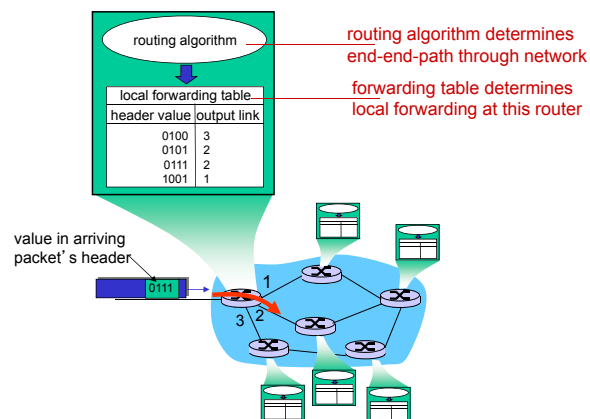 routing algorithm
routing algorithm determines
end-end-path through network
forwarding table determines
local forwarding at this router
local forwarding table
header value output link
0100 3
0101 2
0111 2
1001 1
value in arriving
packet’s header
0111
1
2
3